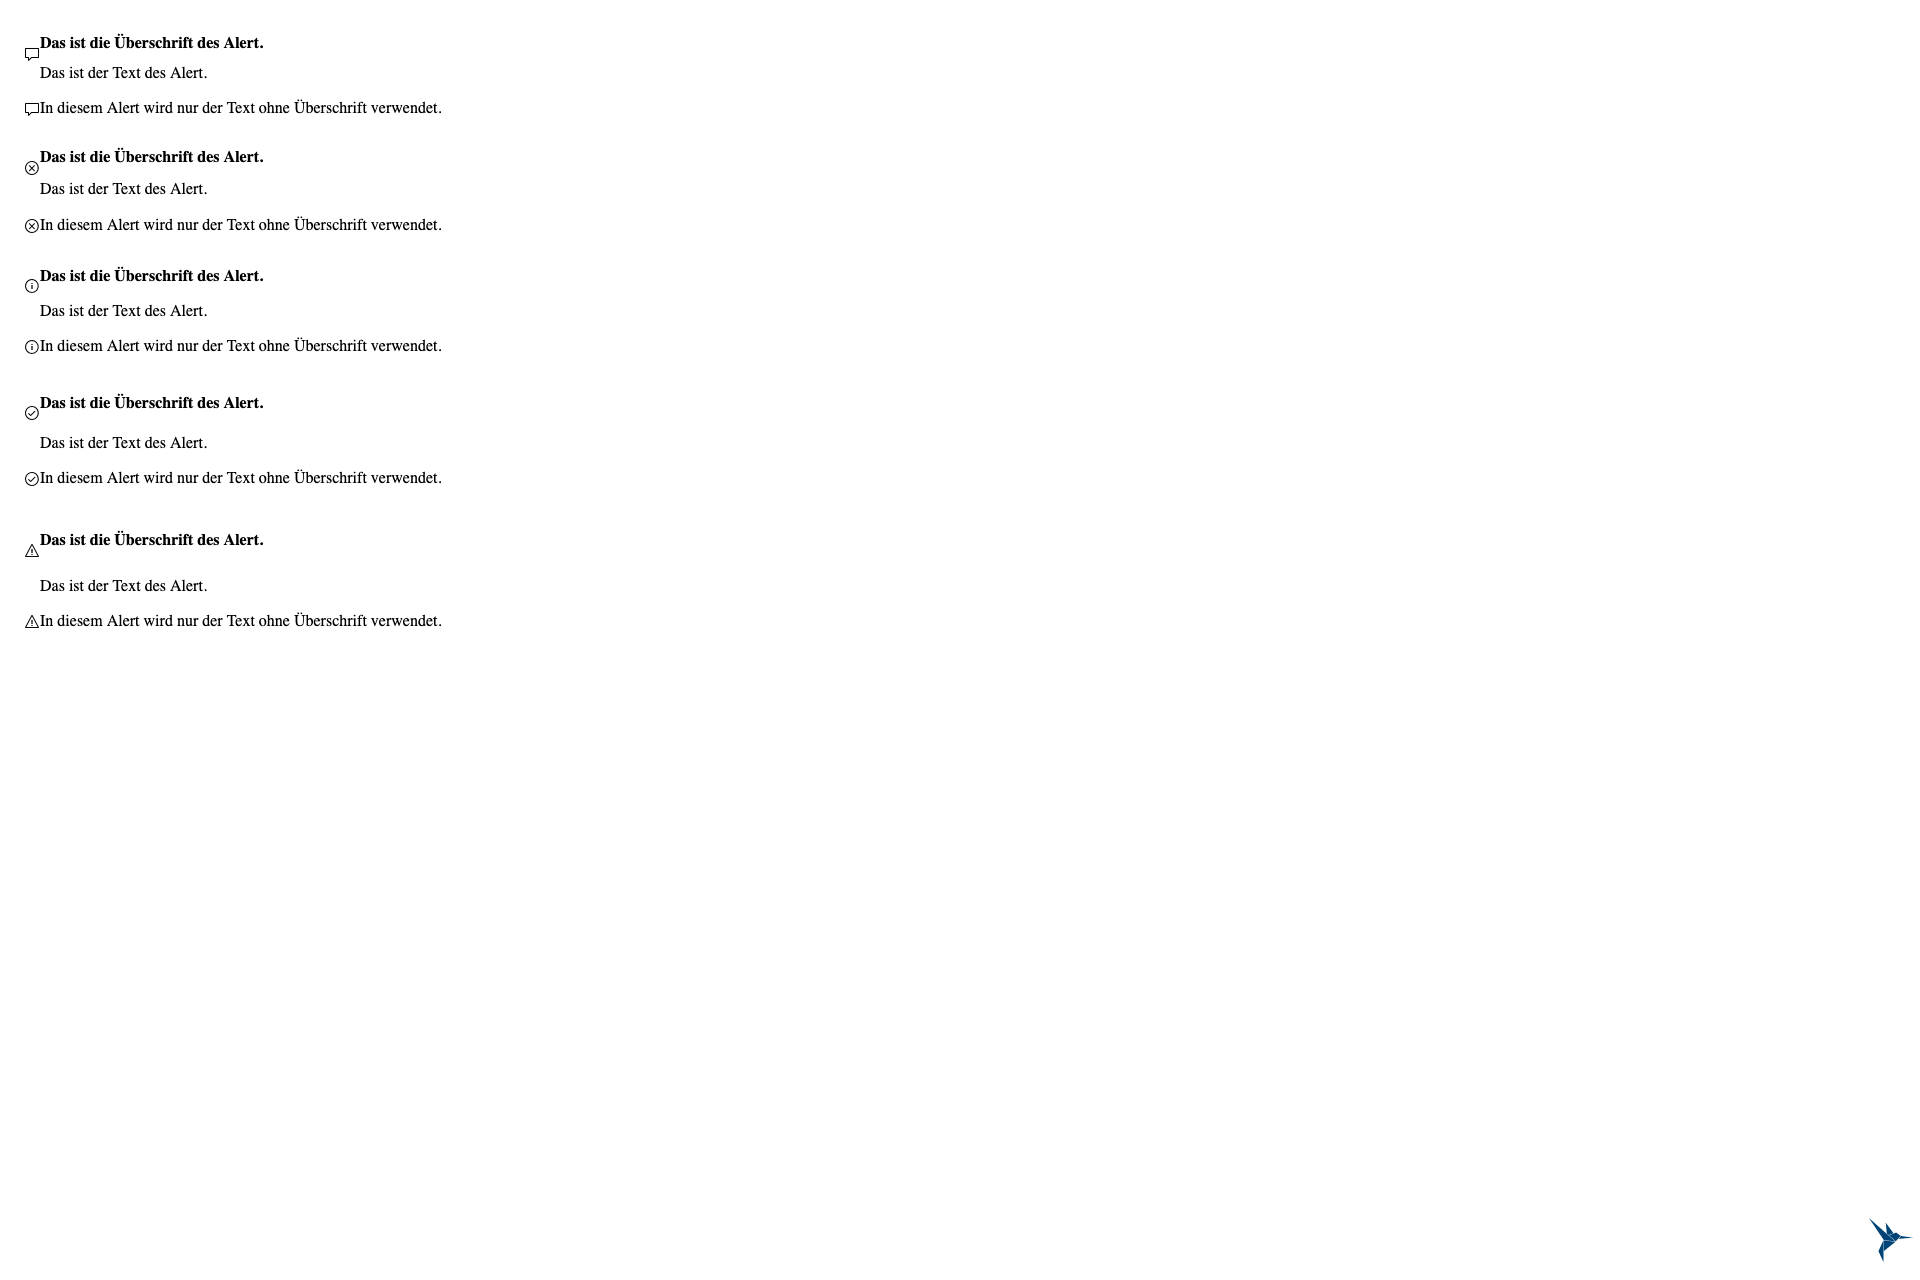 Das ist die Überschrift des Alert.
Das ist der Text des Alert.
In diesem Alert wird nur der Text ohne Überschrift verwendet.
Das ist die Überschrift des Alert.
Das ist der Text des Alert.
In diesem Alert wird nur der Text ohne Überschrift verwendet.
Das ist die Überschrift des Alert.
Das ist der Text des Alert.
In diesem Alert wird nur der Text ohne Überschrift verwendet.
Das ist die Überschrift des Alert.
Das ist der Text des Alert.
In diesem Alert wird nur der Text ohne Überschrift verwendet.
Das ist die Überschrift des Alert.
Das ist der Text des Alert.
In diesem Alert wird nur der Text ohne Überschrift verwendet.